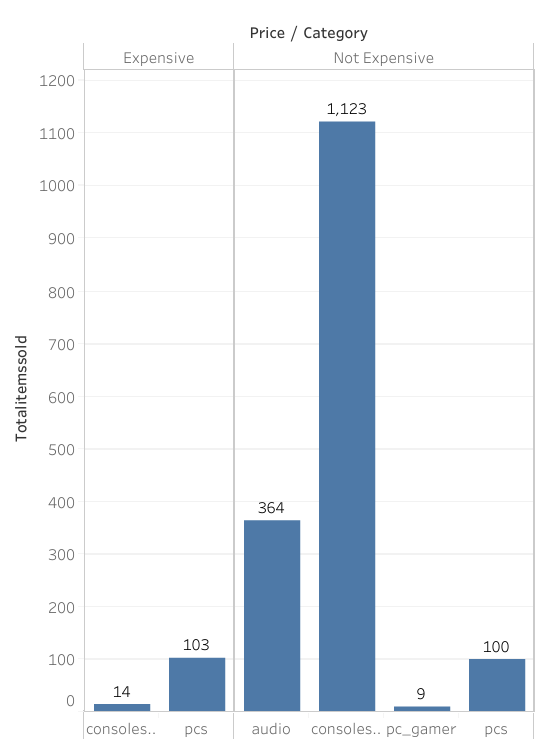 Price / Category
Expensive
Not Expensive
Totalitemssold
1200
1100
1000
900
800
700
600
500
400
300
200
100
0
14
103
364
1,123
9
100
consoles..
pcs
audio
consoles..
pc_gamer
pcs